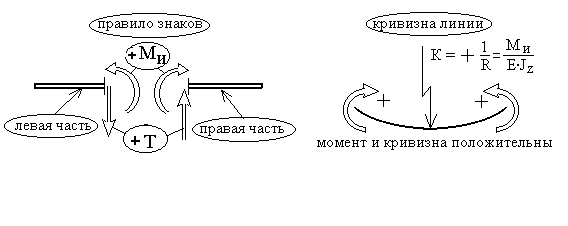 правило знаков
+ Mи
левая часть
правая часть
+ T
кривизна линии
K = + 1/R = Mи/E·Jz
+ +
момент и кривизна положительны